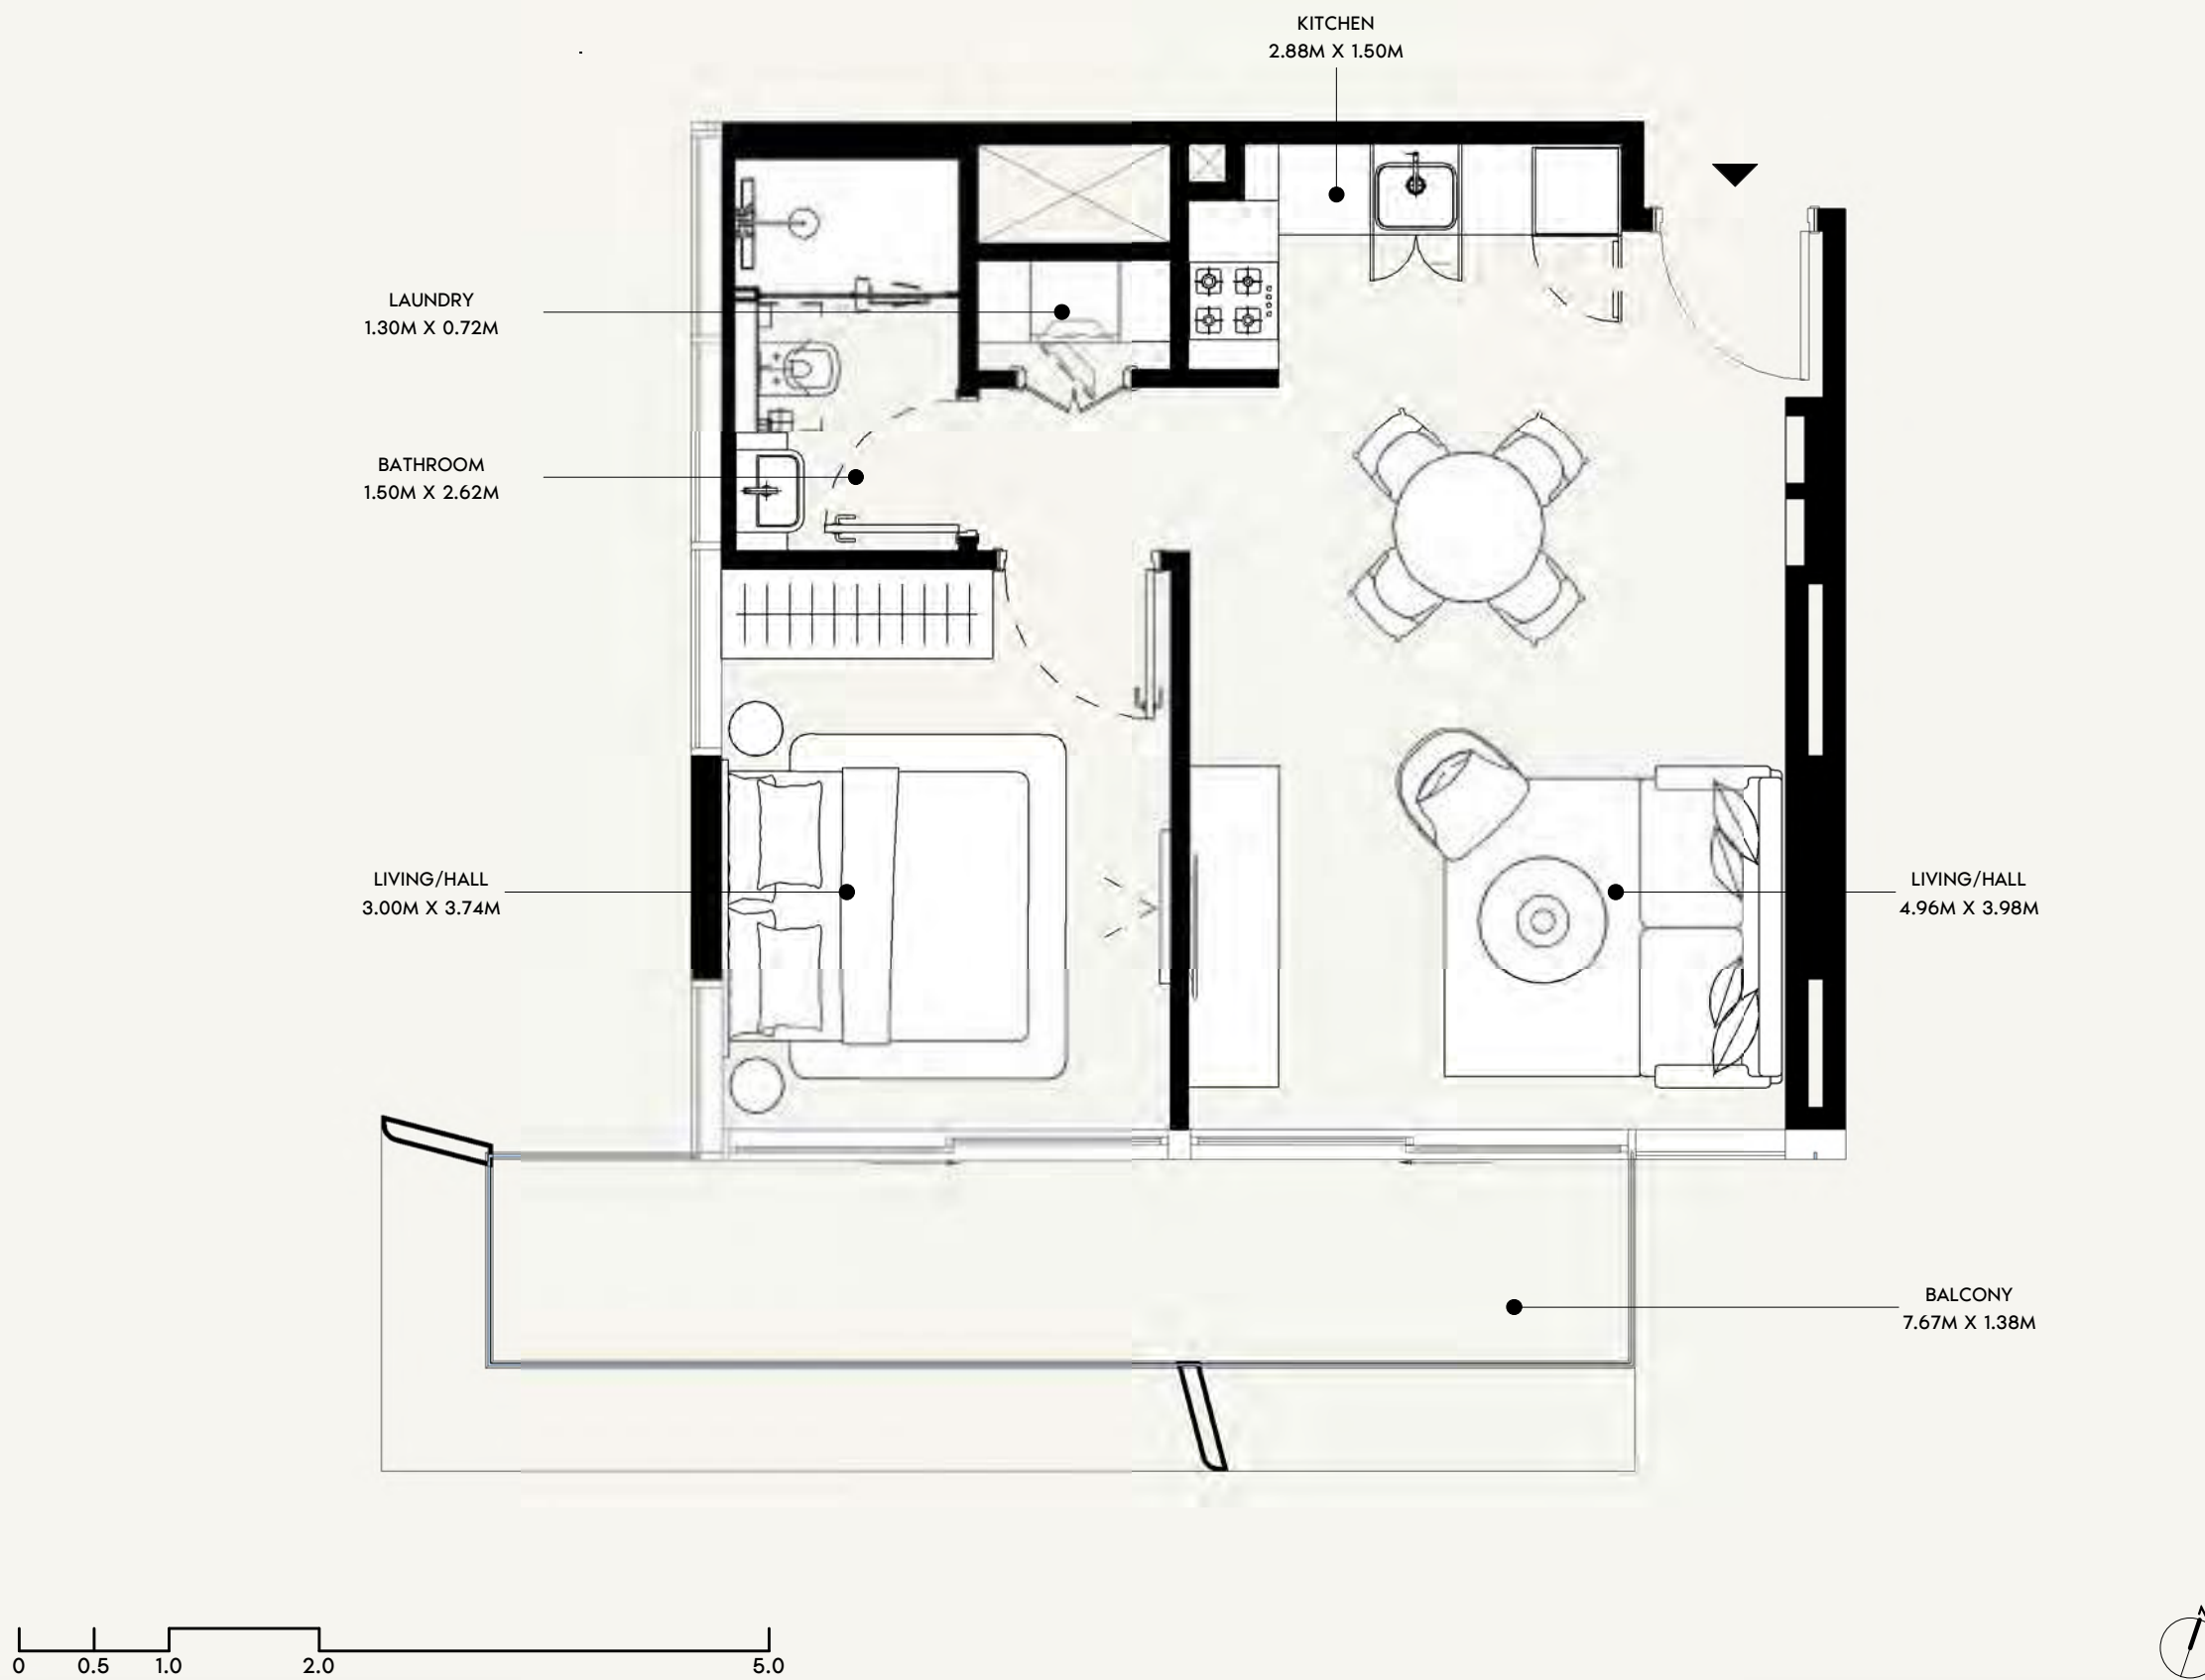 KITCHEN
2.88M X 1.50M
LAUNDRY
1.30M X 0.72M
BATHROOM
1.50M X 2.62M
LIVING/HALL
3.00M X 3.74M
LIVING/HALL
4.96M X 3.98M
BALCONY
7.67M X 1.38M
0 0.5 1.0 2.0 5.0